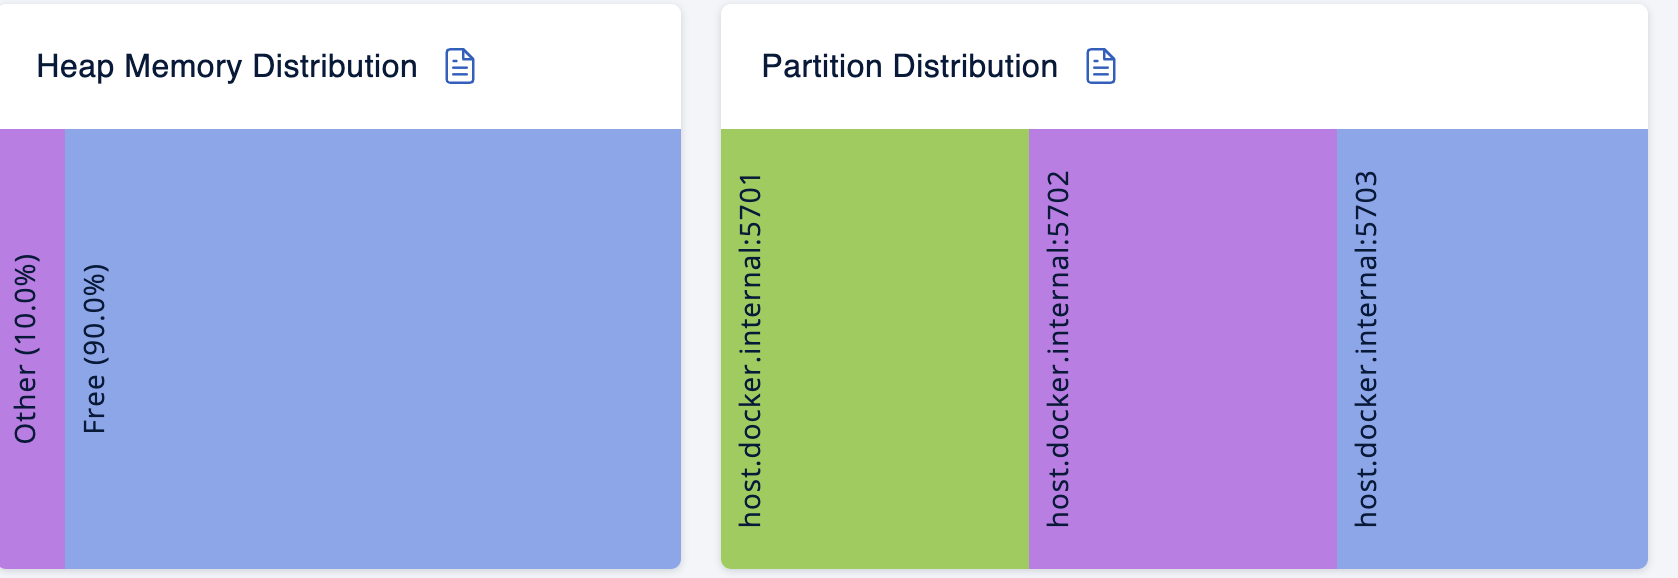 Heap Memory Distribution
Other (10.0%)
Free (90.0%)
Partition Distribution
host.docker.internal:5701
host.docker.internal:5702
host.docker.internal:5703